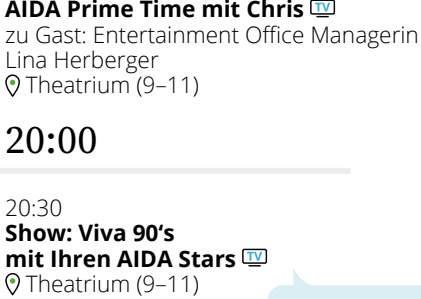 AIDA Prime Time mit Chris TV
zu Gast: Entertainment Office Managerin
Lina Herberger
Theatrium (9–11)
20:00
20:30
Show: Viva 90‘s
mit Ihren AIDA Stars TV
Theatrium (9–11)